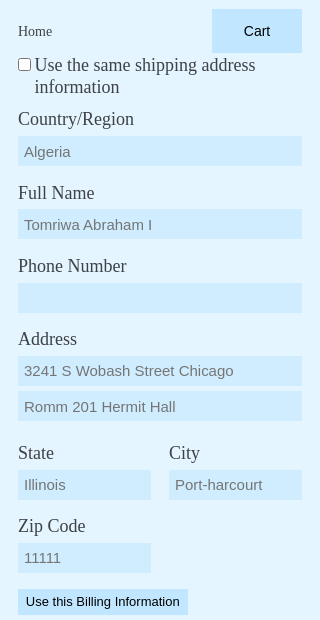 Home
Cart
Use the same shipping address
information
Country/Region
Algeria
Full Name
Tomriwa Abraham I
Phone Number
Address
3241 S Wobash Street Chicago
Romm 201 Hermit Hall
State
City
Illinois
Port-harcourt
Zip Code
11111
Use this Billing Information